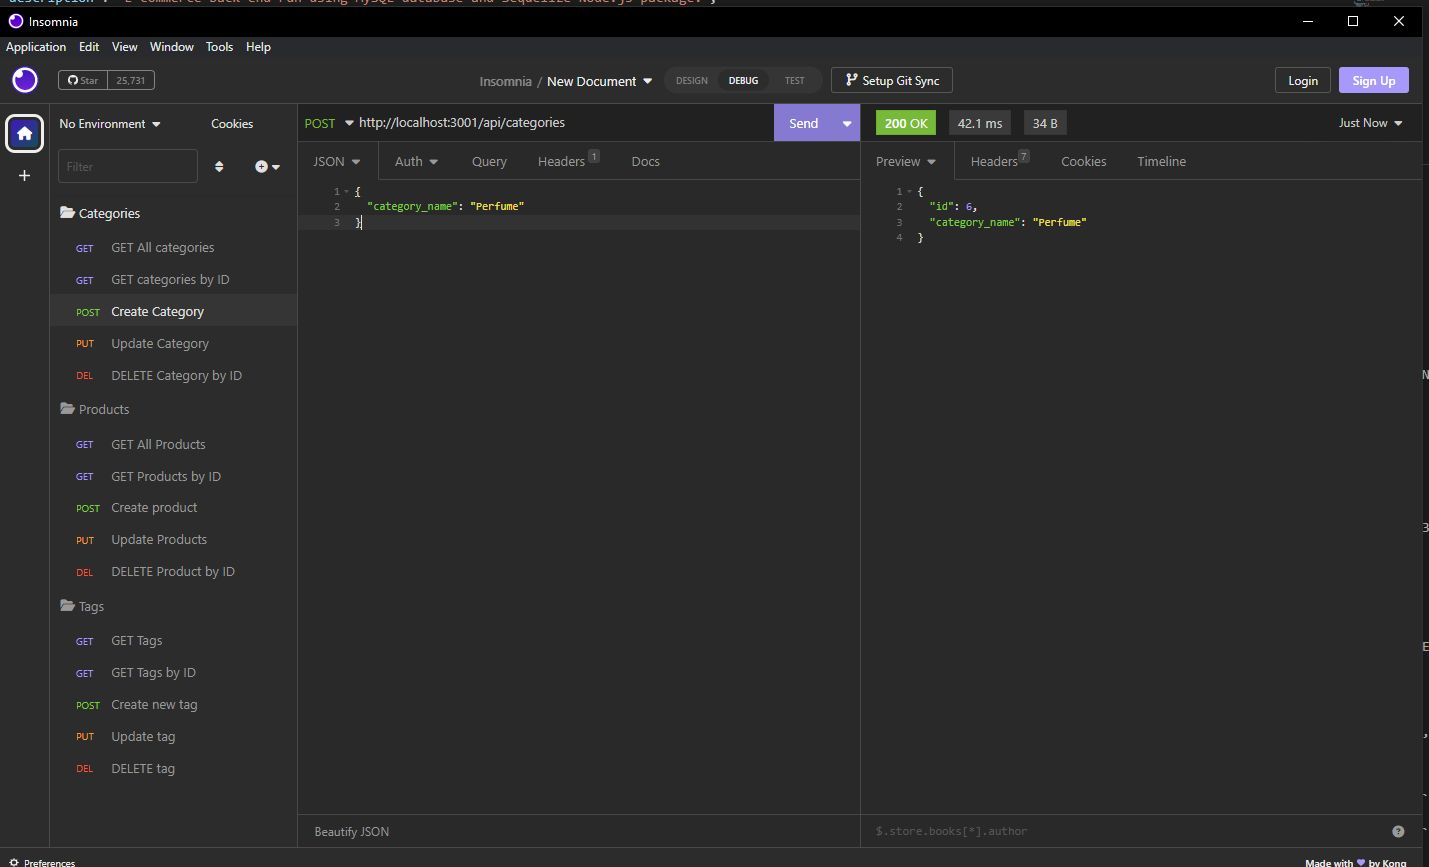 description": "E-commerce back end run using MySQL database and Sequelize Node.js package.",
Insomnia
Application Edit View Window Tools Help
Star 25,731
Insomnia / New Document
DESIGN DEBUG TEST
Setup Git Sync
Login
Sign Up
No Environment
Cookies
Filter
Categories
GET GET All categories
GET GET categories by ID
POST Create Category
PUT Update Category
DEL DELETE Category by ID
Products
GET GET All Products
GET GET Products by ID
POST Create product
PUT Update Products
DEL DELETE Product by ID
Tags
GET GET Tags
GET GET Tags by ID
POST Create new tag
PUT Update tag
DEL DELETE tag
POST http://localhost:3001/api/categories
Send
JSON Auth Query Headers 1 Docs
1 {
2 "category_name": "Perfume"
3 }
Beautify JSON
200 OK 42.1 ms 34 B
Just Now
Preview Headers 7 Cookies Timeline
1 {
2 "id": 6,
3 "category_name": "Perfume"
4 }
$.store.books[*].author
Preferences
Made with by Kong